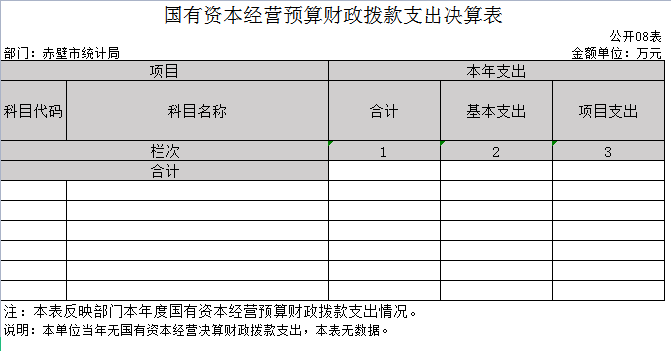 国有资本经营预算财政拨款支出决算表
公开08表
部门：赤壁市统计局 金额单位：万元
项目 本年支出
科目代码 科目名称 合计 基本支出 项目支出
栏次 1 2 3
合计
注：本表反映部门本年度国有资本经营预算财政拨款支出情况。
说明：本单位当年无国有资本经营决算财政拨款支出，本表无数据。